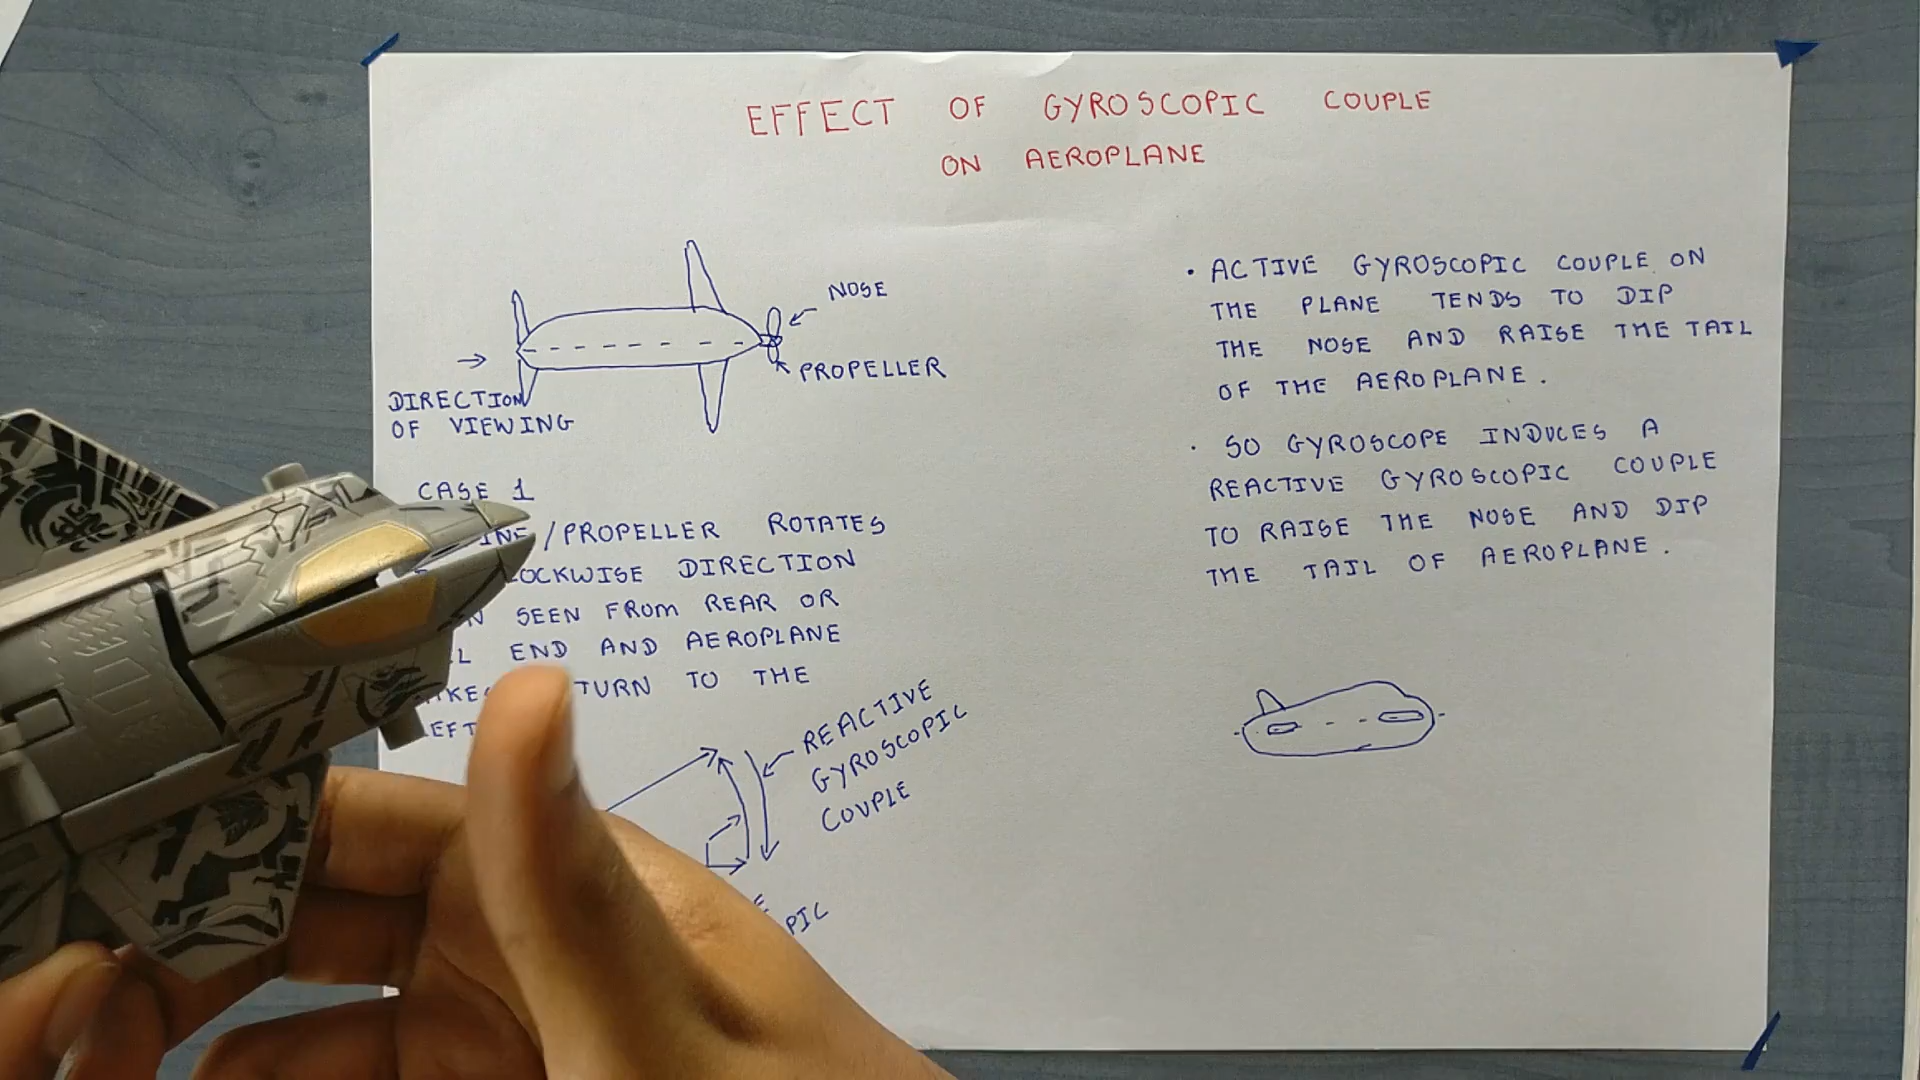 EFFECT OF GYROSCOPIC COUPLE
ON AEROPLANE
NOSE
PROPELLER
DIRECTION
OF VIEWING
CASE 1
/PROPELLER ROTATES
DIRECTION
SEEN FROM REAR OR
END AND AEROPLANE
TURN TO THE
REACTIVE
GYROSCOPIC
COUPLE
• ACTIVE GYROSCOPIC COUPLE ON
THE PLANE TENDS TO DIP
THE NOSE AND RAISE THE TAIL
OF THE AEROPLANE.
• SO GYROSCOPE INDUCES A
REACTIVE GYROSCOPIC COUPLE
TO RAISE THE NOSE AND DIP
THE TAIL OF AEROPLANE.